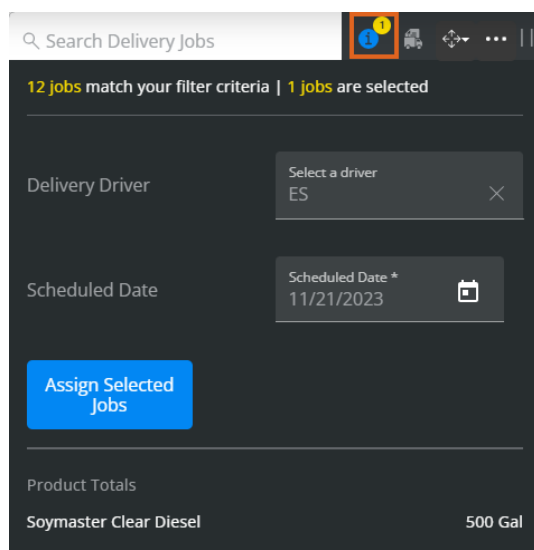 Search Delivery Jobs
1
12 jobs match your filter criteria | 1 jobs are selected
Delivery Driver
Select a driver
ES
Scheduled Date
Scheduled Date *
11/21/2023
Assign Selected
Jobs
Product Totals
Soymaster Clear Diesel 500 Gal